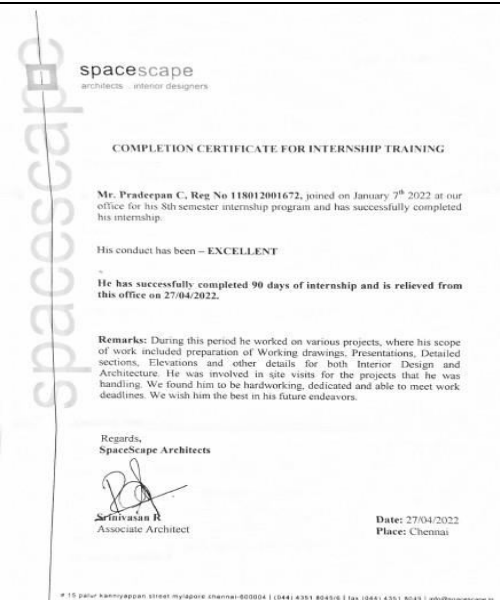 spacescape
spacescape
architects . interior designers
COMPLETION CERTIFICATE FOR INTERNSHIP TRAINING
Mr. Pradeepan C, Reg No 118012001672, joined on January 7th 2022 at our
office for his 8th semester internship program and has successfully completed
his internship.
His conduct has been – EXCELLENT
He has successfully completed 90 days of internship and is relieved from
this office on 27/04/2022.
Remarks: During this period he worked on various projects, where his scope
of work included preparation of Working drawings, Presentations, Detailed
sections, Elevations and other details for both Interior Design and
Architecture. He was involved in site visits for the projects that he was
handling. We found him to be hardworking, dedicated and able to meet work
deadlines. We wish him the best in his future endeavors.
Regards,
SpaceScape Architects
Srinivasan R
Associate Architect
Date: 27/04/2022
Place: Chennai
# 15 palur kanniyappan street mylapore chennai-600004 | (044) 4351 8045/6 | fax (044) 4351 8045 | info@spacescape.in